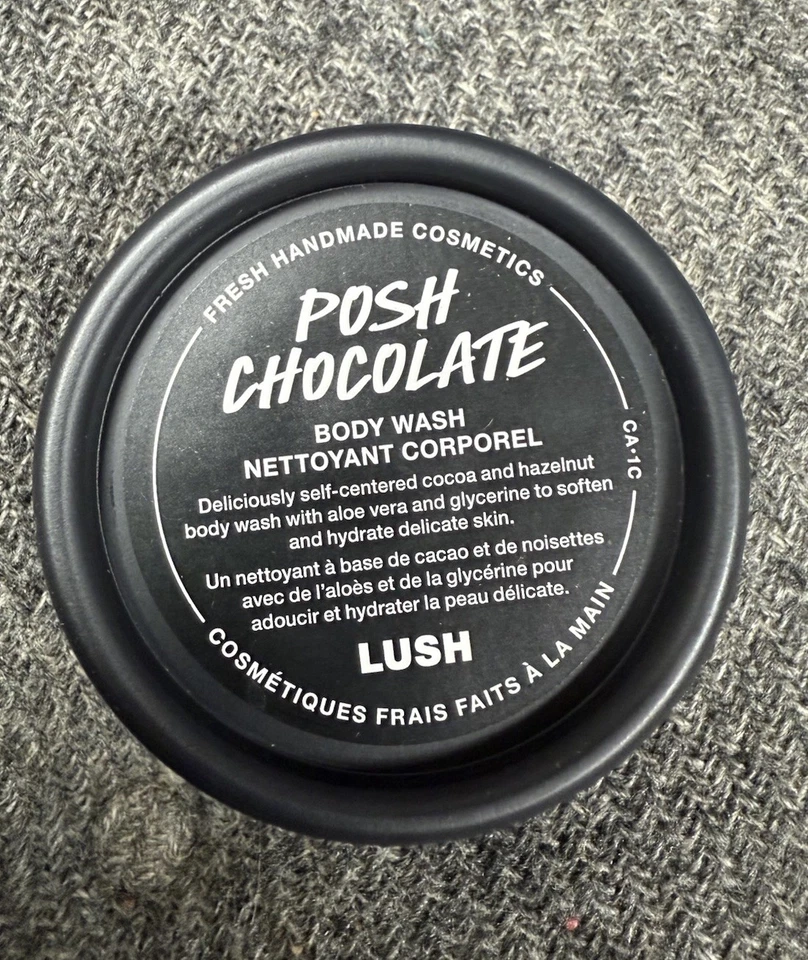 FRESH HANDMADE COSMETICS
POSH
CHOCOLATE
BODY WASH
NETTOYANT CORPOREL
Deliciously self-centered cocoa and hazelnut
body wash with aloe vera and glycerine to soften
and hydrate delicate skin.
Un nettoyant à base de cacao et de noisettes
avec de l'aloès et de la glycérine pour
adoucir et hydrater la peau délicate.
LUSH
COSMÉTIQUES FRAIS FAITS À LA MAIN
CA•1C